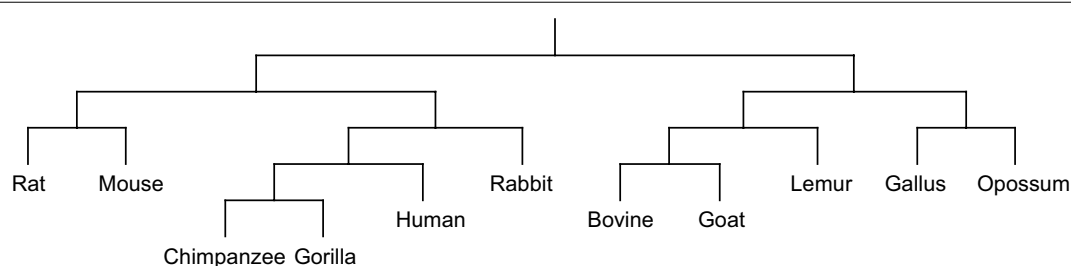 Rat Mouse Rabbit Lemur Gallus Opossum
Human Bovine Goat
Chimpanzee Gorilla